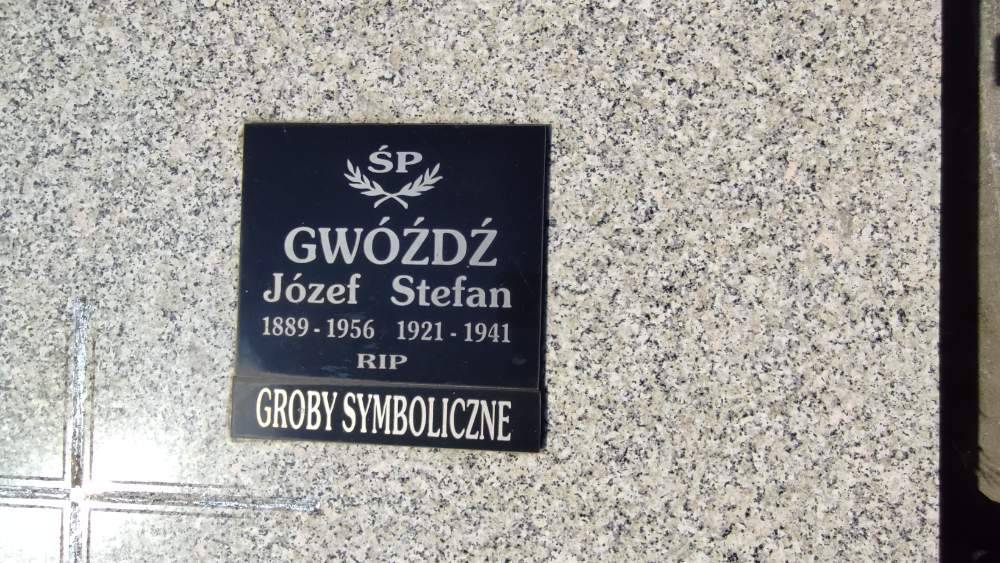 ŚP
GWÓŹDŹ
Józef Stefan
1889 - 1956 1921 - 1941
RIP
GROBY SYMBOLICZNE